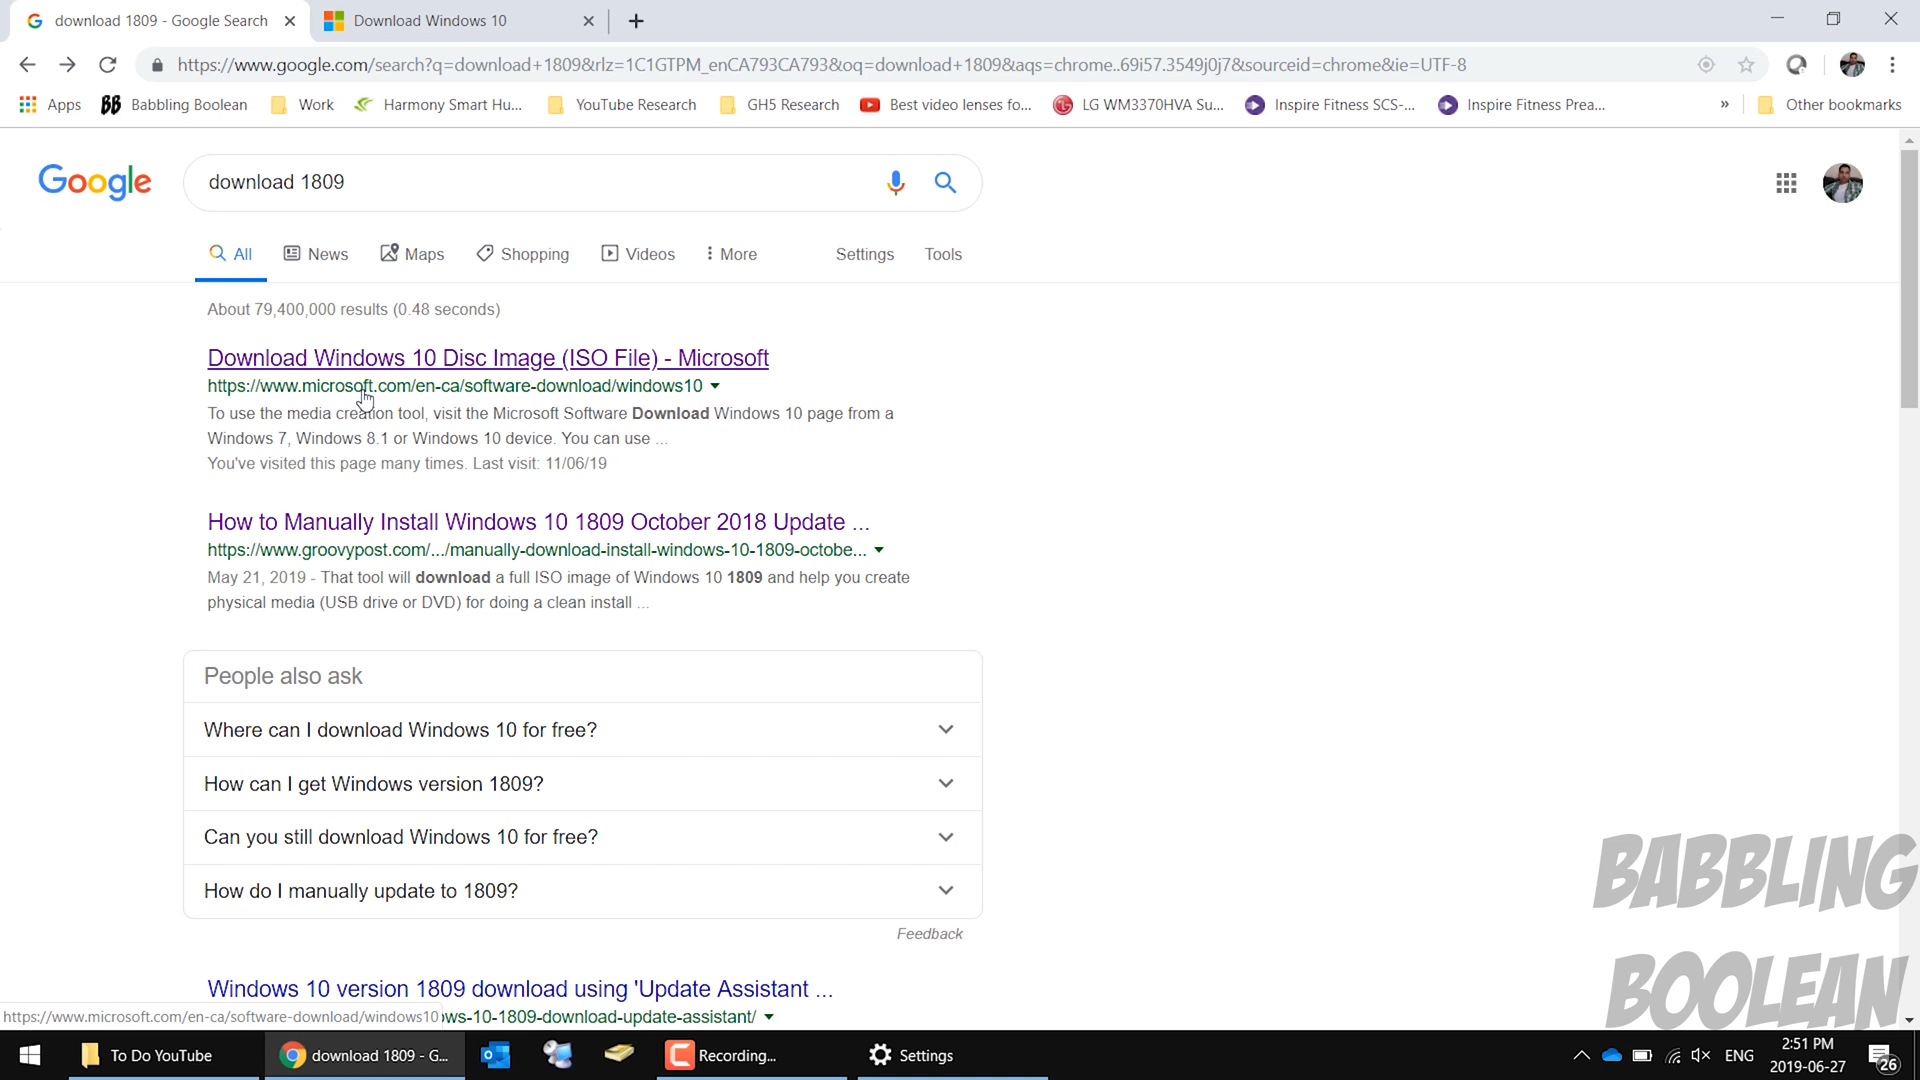 download 1809 - Google Search
Download Windows 10
https://www.google.com/search?q=download+1809&rlz=1C1GTPM_enCA793CA793&oq=download+1809&aqs=chrome..69i57.3549j0j7&sourceid=chrome&ie=UTF-8
Apps
BB Babbling Boolean
Work
Harmony Smart Hu...
YouTube Research
GH5 Research
Best video lenses fo...
LG WM3370HVA Su...
Inspire Fitness SCS-...
Inspire Fitness Prea...
»
Other bookmarks
Google
download 1809
All
News
Maps
Shopping
Videos
More
Settings
Tools
About 79,400,000 results (0.48 seconds)
Download Windows 10 Disc Image (ISO File) - Microsoft
https://www.microsoft.com/en-ca/software-download/windows10
To use the media creation tool, visit the Microsoft Software Download Windows 10 page from a
Windows 7, Windows 8.1 or Windows 10 device. You can use ...
You've visited this page many times. Last visit: 11/06/19
How to Manually Install Windows 10 1809 October 2018 Update ...
https://www.groovypost.com/.../manually-download-install-windows-10-1809-octobe...
May 21, 2019 - That tool will download a full ISO image of Windows 10 1809 and help you create
physical media (USB drive or DVD) for doing a clean install ...
People also ask
Where can I download Windows 10 for free?
How can I get Windows version 1809?
Can you still download Windows 10 for free?
How do I manually update to 1809?
Feedback
Windows 10 version 1809 download using 'Update Assistant ...
https://www.microsoft.com/en-ca/software-download/windows10
ws-10-1809-download-update-assistant/
BABBLING
BOOLEAN
To Do YouTube
download 1809 - G...
Recording...
Settings
ENG
2:51 PM
2019-06-27
26